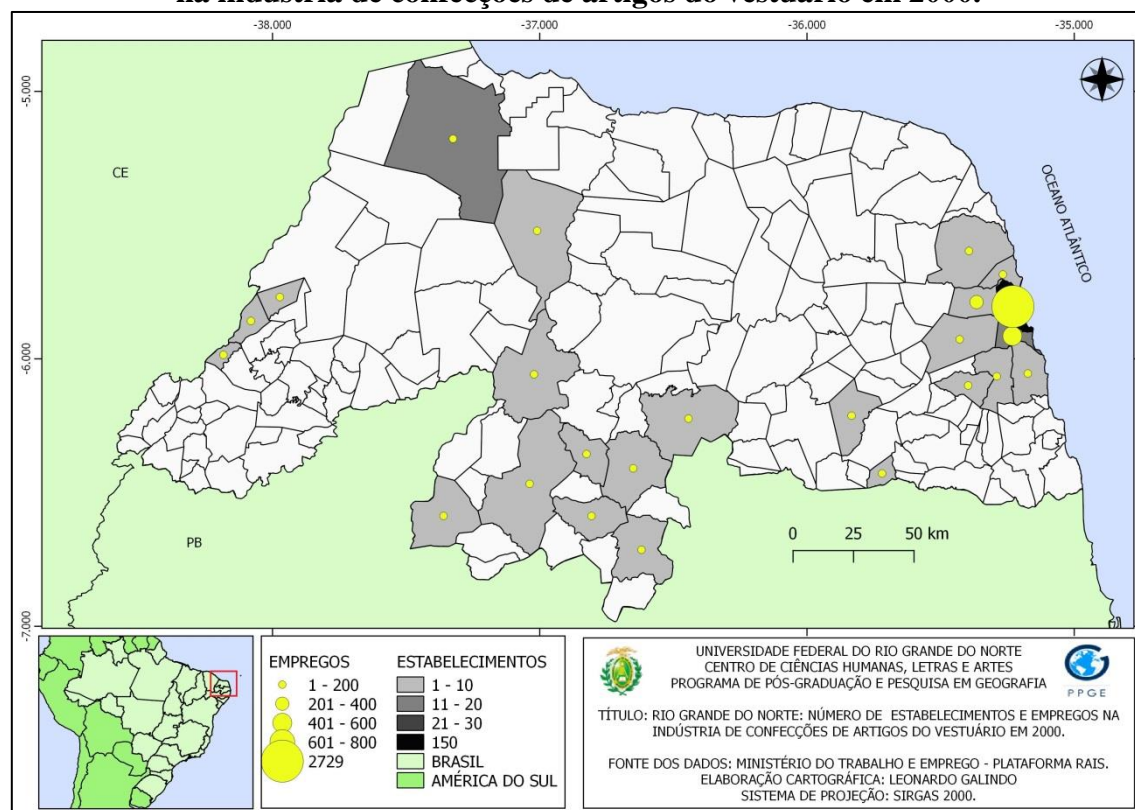 na indústria de confecções de artigos do vestuário em 2000.
-38.000 -37.000 -36.000 -35.000
-5.000
-6.000
-7.000
CE
PB
OCEANO ATLÂNTICO
0 25 50 km
EMPREGOS
1 - 200
201 - 400
401 - 600
601 - 800
2729
ESTABELECIMENTOS
1 - 10
11 - 20
21 - 30
150
BRASIL
AMÉRICA DO SUL
UNIVERSIDADE FEDERAL DO RIO GRANDE DO NORTE
CENTRO DE CIÊNCIAS HUMANAS, LETRAS E ARTES
PROGRAMA DE PÓS-GRADUAÇÃO E PESQUISA EM GEOGRAFIA
PPGE
TÍTULO: RIO GRANDE DO NORTE: NÚMERO DE ESTABELECIMENTOS E EMPREGOS NA
INDÚSTRIA DE CONFECÇÕES DE ARTIGOS DO VESTUÁRIO EM 2000.
FONTE DOS DADOS: MINISTÉRIO DO TRABALHO E EMPREGO - PLATAFORMA RAIS.
ELABORAÇÃO CARTOGRÁFICA: LEONARDO GALINDO
SISTEMA DE PROJEÇÃO: SIRGAS 2000.